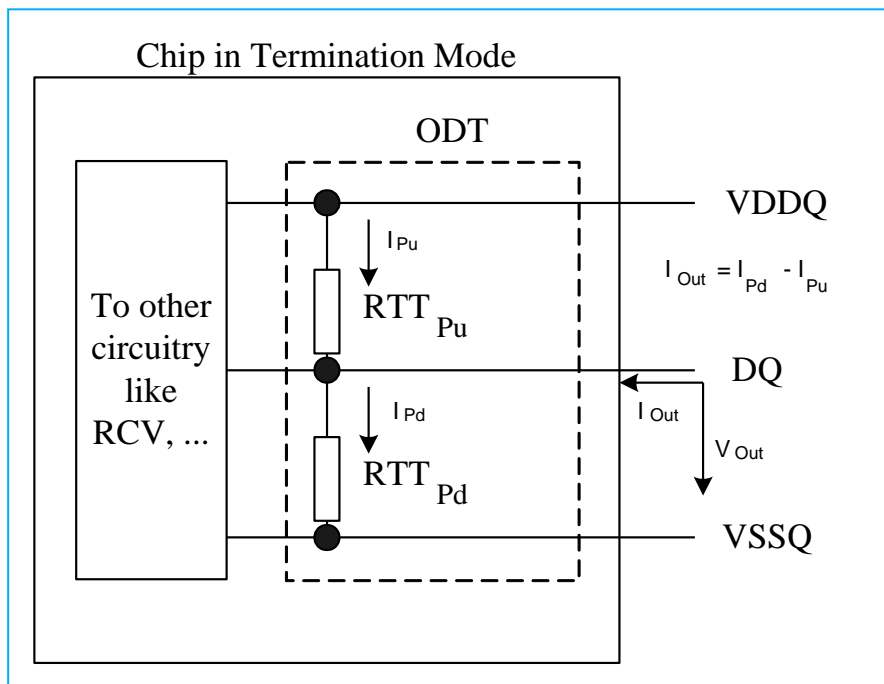 Chip in Termination Mode
ODT
VDDQ
I Pu
I Out = I Pd - I Pu
To other
circuitry
like
RCV, ...
RTT Pu
DQ
I Out
I Pd
V Out
RTT Pd
VSSQ